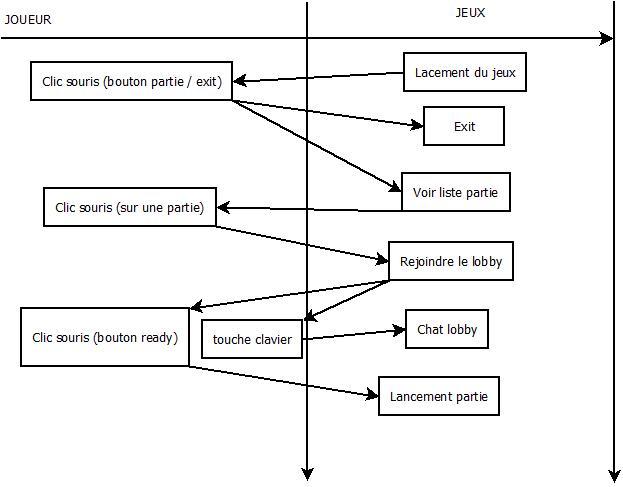 JOUEUR
JEUX
Lacement du jeux
Clic souris (bouton partie / exit)
Exit
Voir liste partie
Clic souris (sur une partie)
Rejoindre le lobby
Clic souris (bouton ready)
touche clavier
Chat lobby
Lancement partie